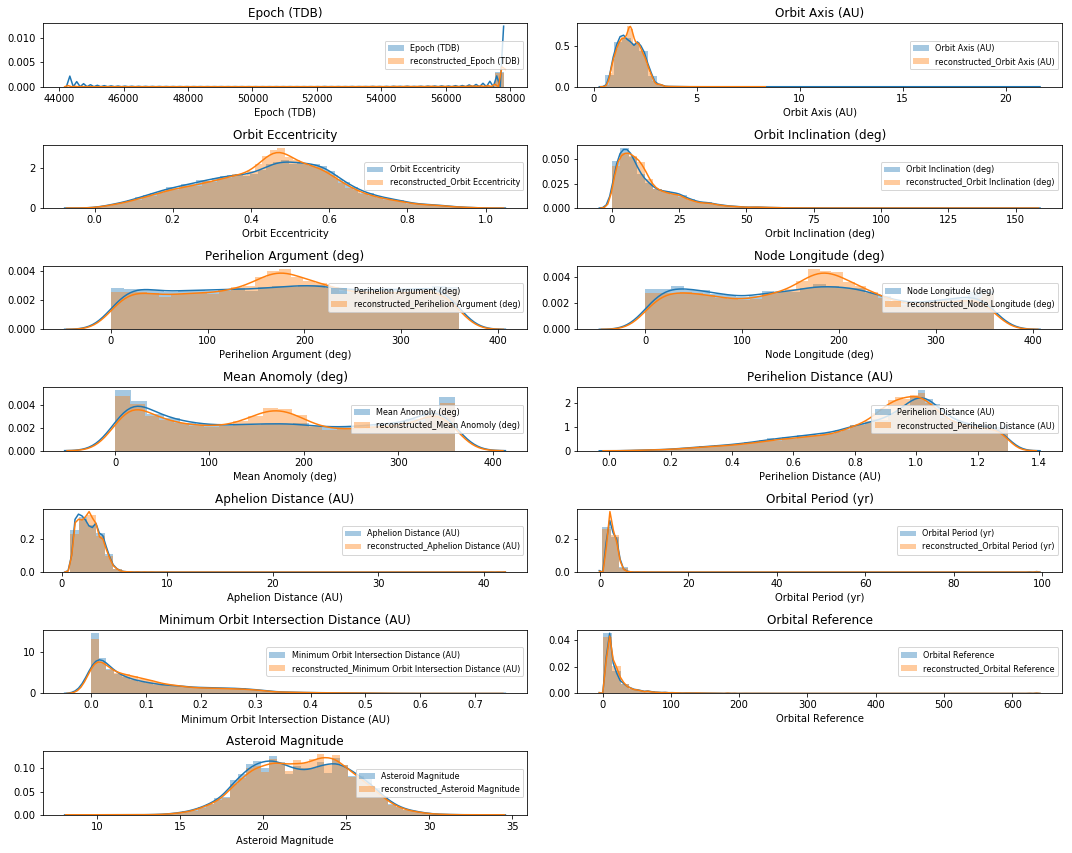 Epoch (TDB)
0.010
0.005
0.000
Epoch (TDB)
reconstructed_Epoch (TDB)
44000 46000 48000 50000 52000 54000 56000 58000
Epoch (TDB)
Orbit Axis (AU)
0.5
0.0
Orbit Axis (AU)
reconstructed_Orbit Axis (AU)
0 5 10 15 20
Orbit Axis (AU)
Orbit Eccentricity
2
0
Orbit Eccentricity
reconstructed_Orbit Eccentricity
0.0 0.2 0.4 0.6 0.8 1.0
Orbit Eccentricity
Orbit Inclination (deg)
0.050
0.025
0.000
Orbit Inclination (deg)
reconstructed_Orbit Inclination (deg)
0 25 50 75 100 125 150
Orbit Inclination (deg)
Perihelion Argument (deg)
0.004
0.002
0.000
Perihelion Argument (deg)
reconstructed_Perihelion Argument (deg)
0 100 200 300 400
Perihelion Argument (deg)
Node Longitude (deg)
0.004
0.002
0.000
Node Longitude (deg)
reconstructed_Node Longitude (deg)
0 100 200 300 400
Node Longitude (deg)
Mean Anomoly (deg)
0.004
0.002
0.000
Mean Anomoly (deg)
reconstructed_Mean Anomoly (deg)
0 100 200 300 400
Mean Anomoly (deg)
Perihelion Distance (AU)
2
1
0
Perihelion Distance (AU)
reconstructed_Perihelion Distance (AU)
0.0 0.2 0.4 0.6 0.8 1.0 1.2 1.4
Perihelion Distance (AU)
Aphelion Distance (AU)
0.2
0.0
Aphelion Distance (AU)
reconstructed_Aphelion Distance (AU)
0 10 20 30 40
Aphelion Distance (AU)
Orbital Period (yr)
0.2
0.0
Orbital Period (yr)
reconstructed_Orbital Period (yr)
0 20 40 60 80 100
Orbital Period (yr)
Minimum Orbit Intersection Distance (AU)
10
0
Minimum Orbit Intersection Distance (AU)
reconstructed_Minimum Orbit Intersection Distance (AU)
0.0 0.1 0.2 0.3 0.4 0.5 0.6 0.7
Minimum Orbit Intersection Distance (AU)
Orbital Reference
0.04
0.02
0.00
Orbital Reference
reconstructed_Orbital Reference
0 100 200 300 400 500 600
Orbital Reference
Asteroid Magnitude
0.10
0.05
0.00
Asteroid Magnitude
reconstructed_Asteroid Magnitude
10 15 20 25 30 35
Asteroid Magnitude